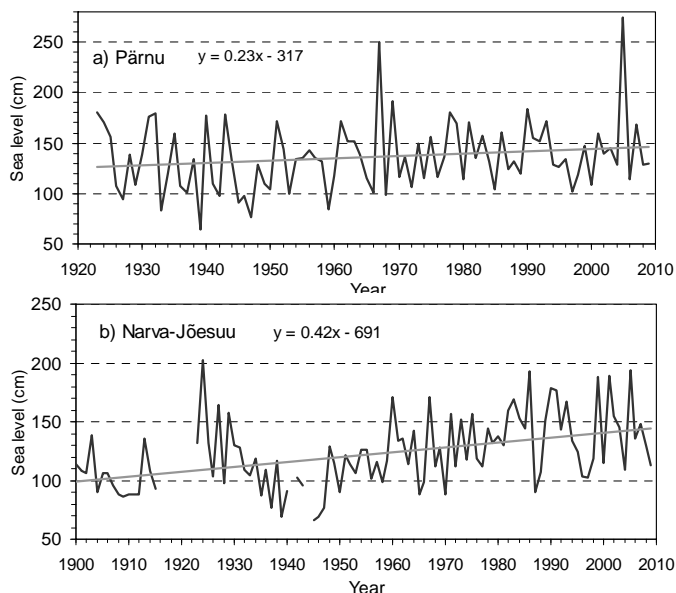 a) Pärnu y = 0.23x - 317
Sea level (cm)
250
200
150
100
50
1920 1930 1940 1950 1960 1970 1980 1990 2000 2010
Year
b) Narva-Jõesuu y = 0.42x - 691
Sea level (cm)
250
200
150
100
50
1900 1910 1920 1930 1940 1950 1960 1970 1980 1990 2000 2010
Year